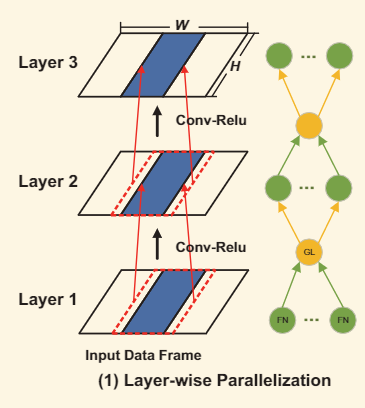 W
Layer 3
H
...
Conv-Relu
Layer 2
...
Conv-Relu
GL
Layer 1
FN ... FN
Input Data Frame
(1) Layer-wise Parallelization